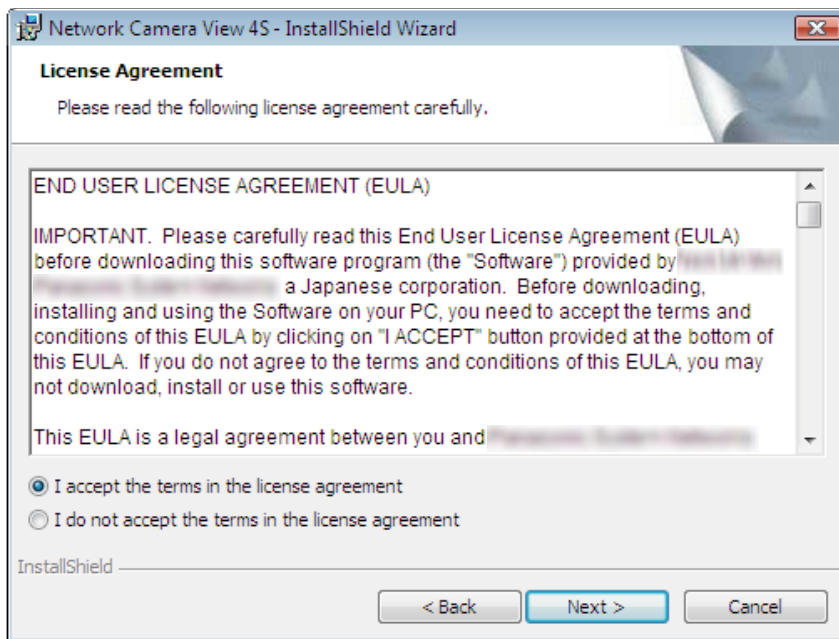 Network Camera View 4S - InstallShield Wizard
License Agreement
Please read the following license agreement carefully.
END USER LICENSE AGREEMENT (EULA)
IMPORTANT.  Please carefully read this End User License Agreement (EULA)
before downloading this software program (the "Software") provided by
a Japanese corporation.  Before downloading,
installing and using the Software on your PC, you need to accept the terms and
conditions of this EULA by clicking on "I ACCEPT" button provided at the bottom of
this EULA.  If you do not agree to the terms and conditions of this EULA, you may
not download, install or use this software.
This EULA is a legal agreement between you and
I accept the terms in the license agreement
I do not accept the terms in the license agreement
InstallShield
< Back
Next >
Cancel